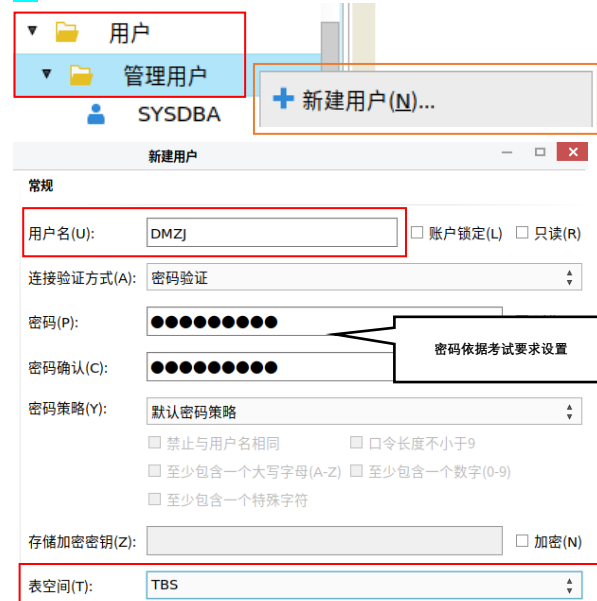 用户
管理用户
SYSDBA
新建用户(N)...
新建用户
常规
用户名(U): DMZJ 账户锁定(L) 只读(R)
连接验证方式(A): 密码验证
密码(P): ●●●●●●●●●
密码依据考试要求设置
密码确认(C): ●●●●●●●●●
密码策略(Y): 默认密码策略
禁止与用户名相同 口令长度不小于9
至少包含一个大写字母(A-Z) 至少包含一个数字(0-9)
至少包含一个特殊字符
存储加密密钥(Z): 加密(N)
表空间(T): TBS